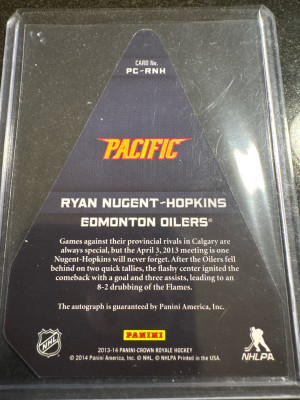 CARD No.
PC-RNH
PACIFIC
RYAN NUGENT-HOPKINS
EDMONTON OILERS®
Games against their provincial rivals in Calgary are
always special, but the April 3, 2013 meeting is one
Nugent-Hopkins will never forget. After the Oilers fell
behind on two quick tallies, the flashy center ignited the
comeback with a goal and three assists, leading to an
8-2 drubbing of the Flames.
The autograph is guaranteed by Panini America, Inc.
PANINI
NHL
NHLPA
2013-14 PANINI-CROWN ROYALE HOCKEY
© 2014 Panini America, Inc. © NHL. © NHLPA Printed in the USA.